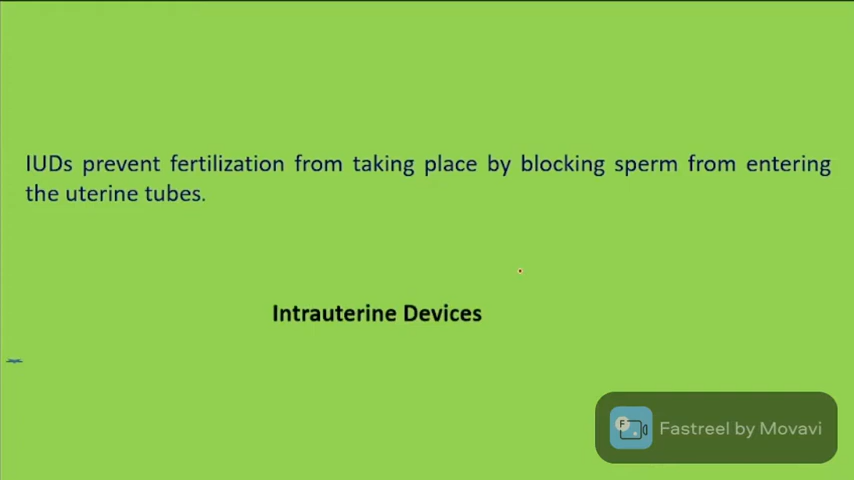 IUDs prevent fertilization from taking place by blocking sperm from entering
the uterine tubes.
Intrauterine Devices
F
Fastreel by Movavi